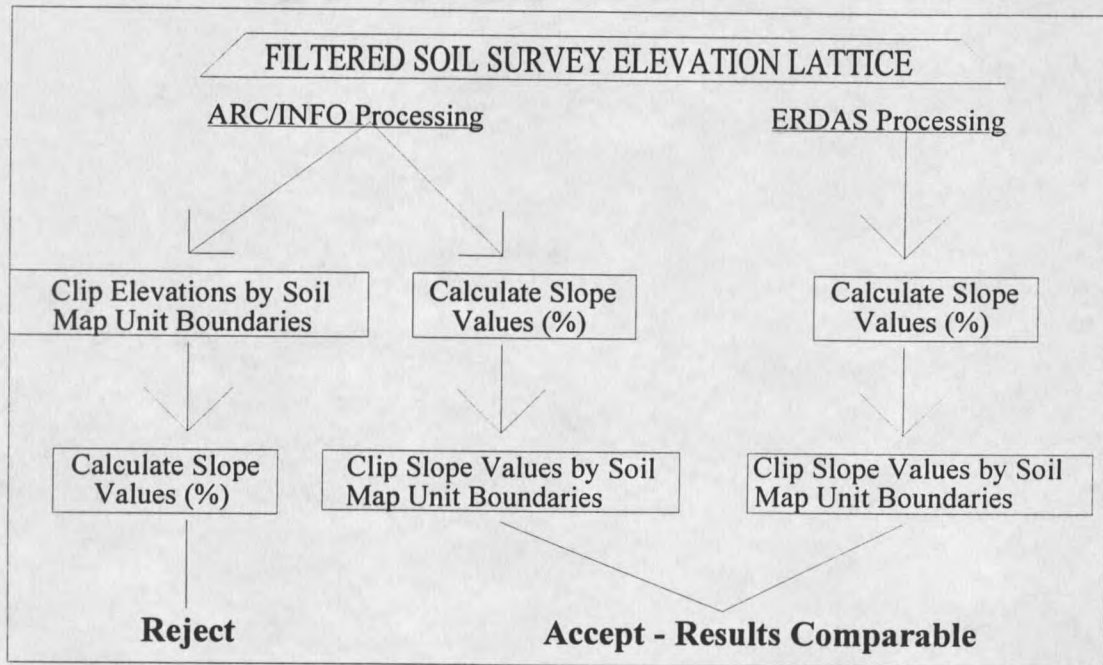 FILTERED SOIL SURVEY ELEVATION LATTICE
ARC/INFO Processing
ERDAS Processing
Clip Elevations by Soil
Map Unit Boundaries
Calculate Slope
Values (%)
Calculate Slope
Values (%)
Calculate Slope
Values (%)
Clip Slope Values by Soil
Map Unit Boundaries
Clip Slope Values by Soil
Map Unit Boundaries
Reject
Accept - Results Comparable